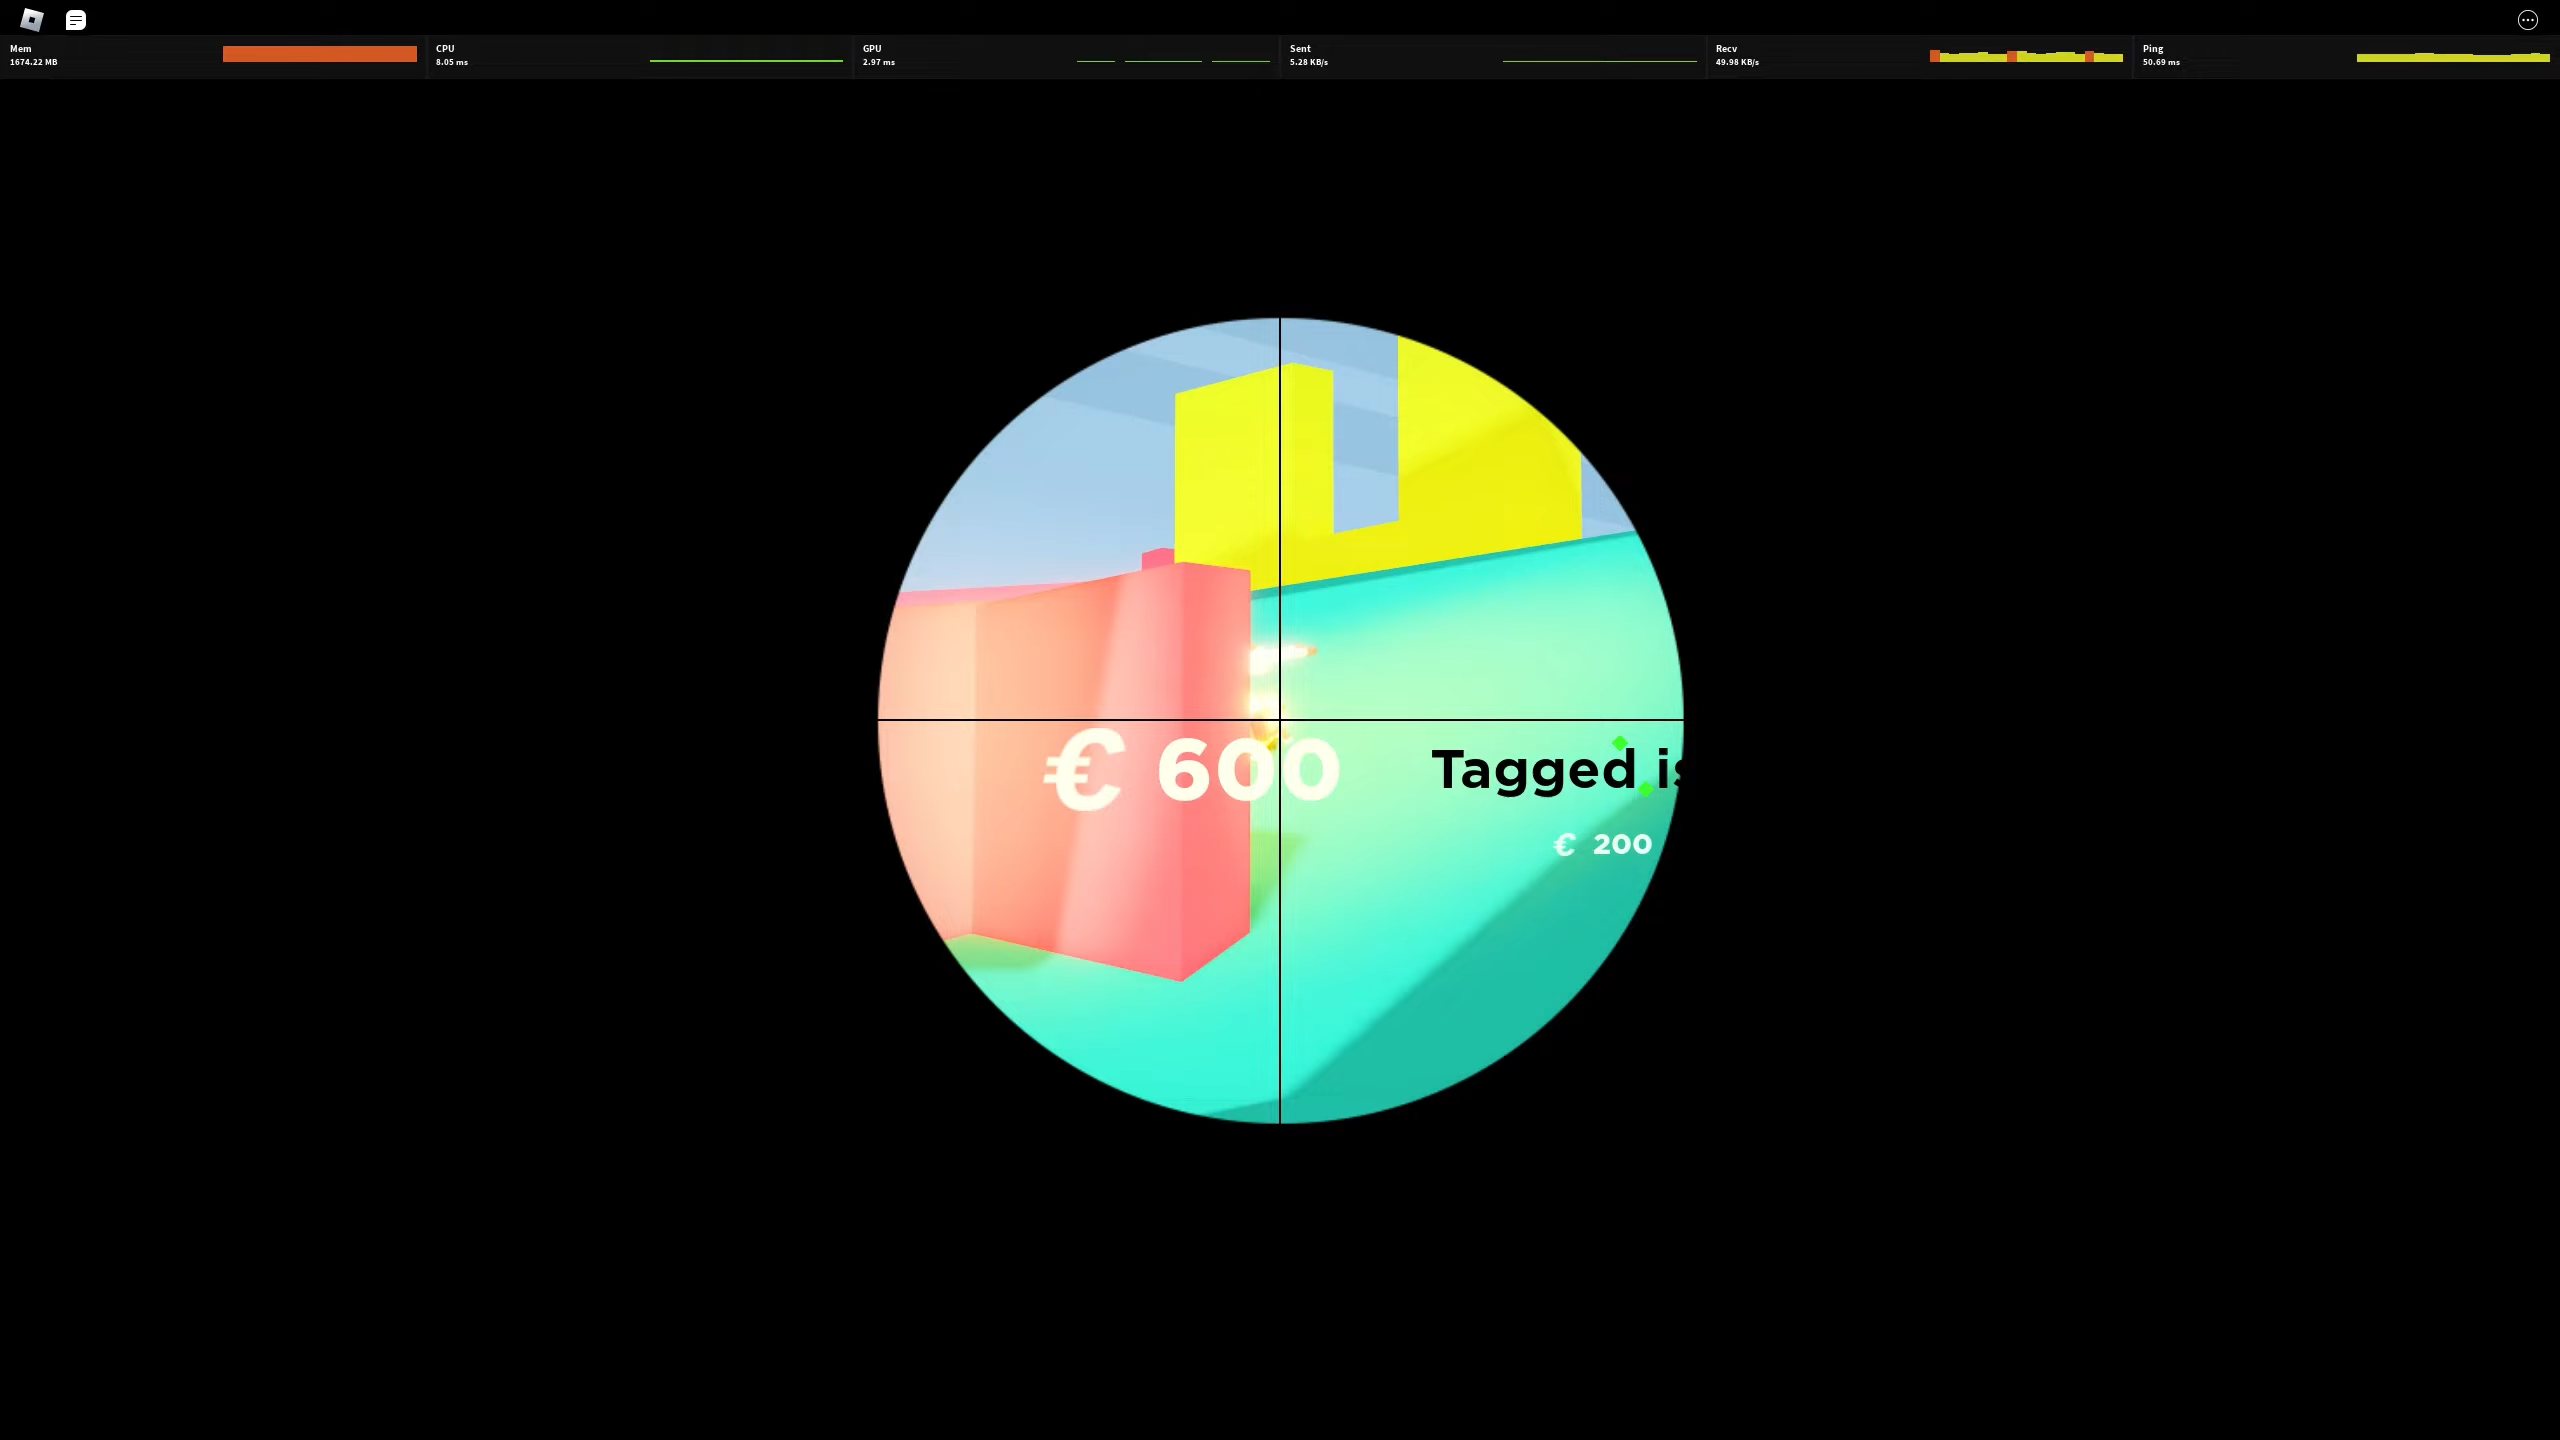 Mem
1674.22 MB
CPU
8.05 ms
GPU
2.97 ms
Sent
5.28 KB/s
Recv
49.98 KB/s
Ping
50.69 ms
€ 600
Tagged is
€ 200